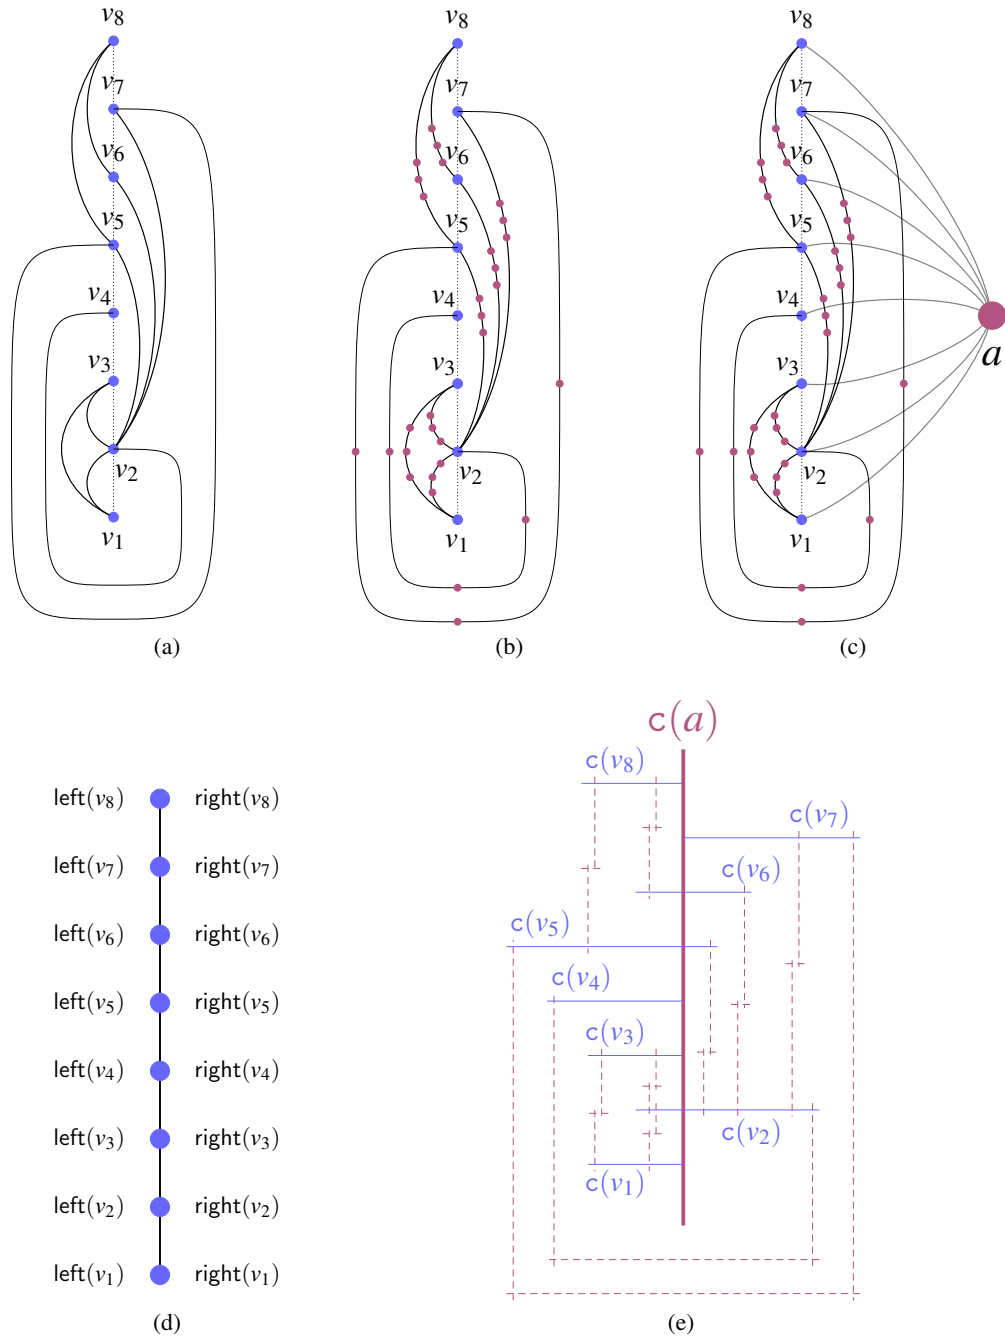 v8 v8 v8
v7 v7 v7
v6 v6 v6
v5 v5 v5
v4 v4 v4
v3 v3 v3
a
v2 v2 v2
v1 v1 v1
(a) (b) (c)
c(a)
c(v8)
left(v8) right(v8)
c(v7)
left(v7) right(v7)
c(v6)
left(v6) right(v6)
c(v5)
c(v4)
left(v5) right(v5)
c(v3)
left(v4) right(v4)
left(v3) right(v3)
c(v2)
c(v1)
left(v2) right(v2)
left(v1) right(v1)
(d) (e)